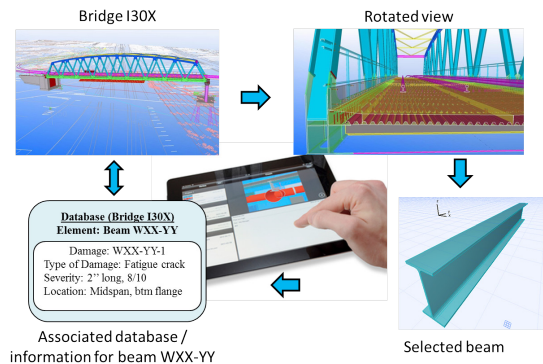 Bridge I30X
Rotated view
Database (Bridge I30X)
Element: Beam WXX-YY
Damage: WXX-YY-1
Type of Damage: Fatigue crack
Severity: 2’’ long, 8/10
Location: Midspan, btm flange
Associated database /
information for beam WXX-YY
Selected beam